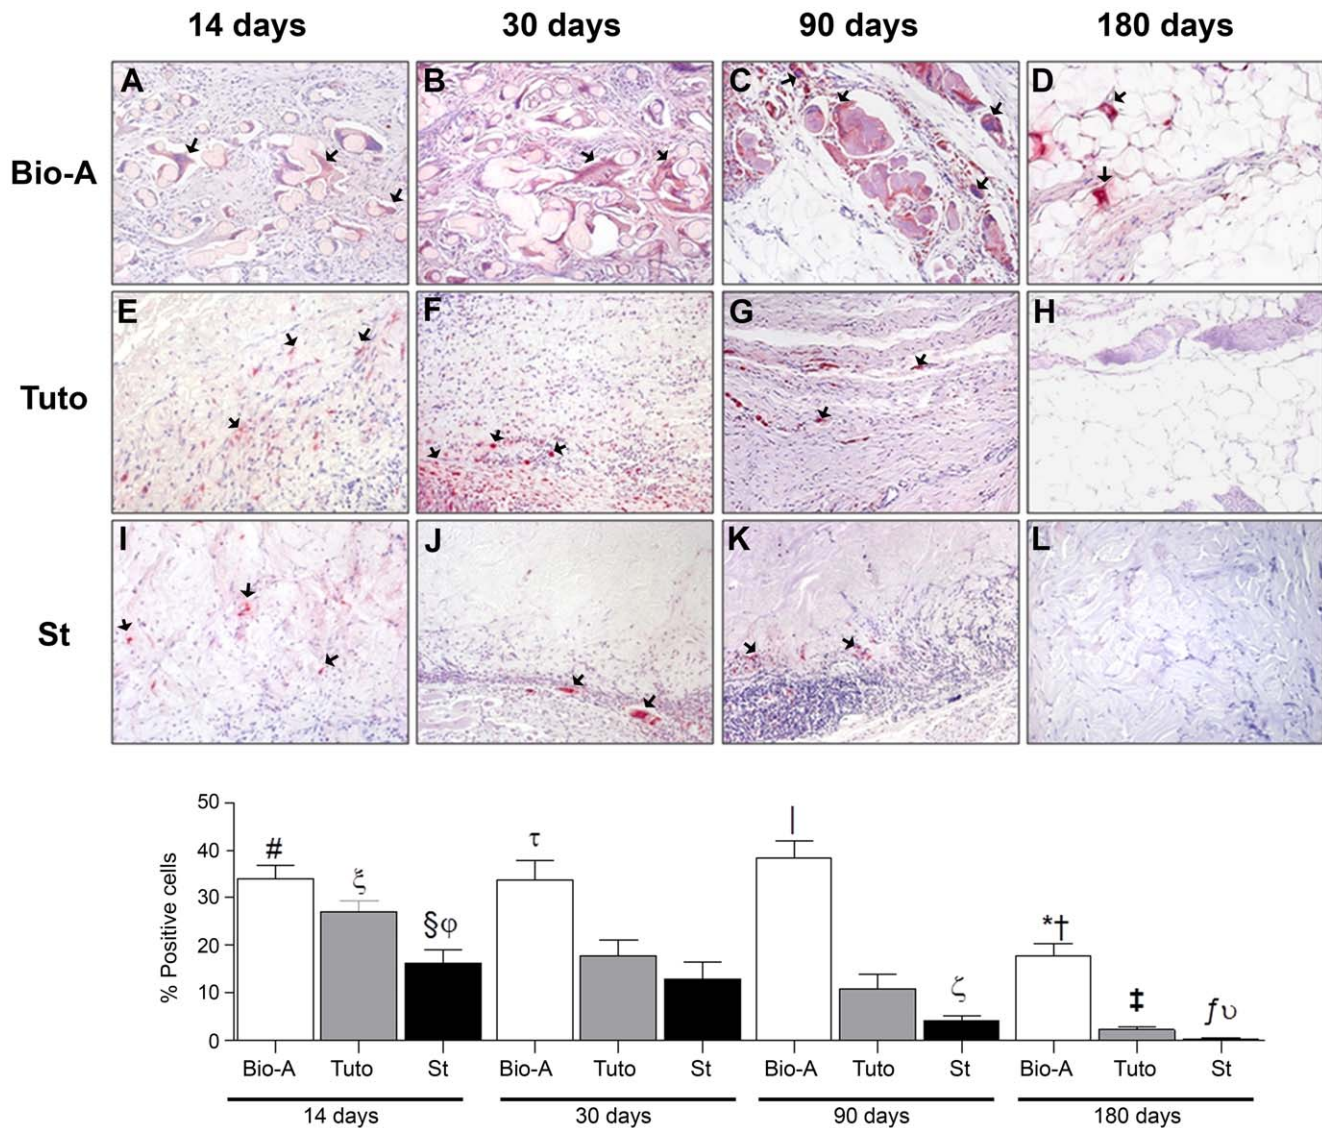 14 days 30 days 90 days 180 days
Bio-A A B C D
Tuto E F G H
St I J K L
% Positive cells
50
40
30
20
10
0
# ξ §φ τ | ζ *† ‡ ƒυ
Bio-A Tuto St Bio-A Tuto St Bio-A Tuto St Bio-A Tuto St
14 days 30 days 90 days 180 days